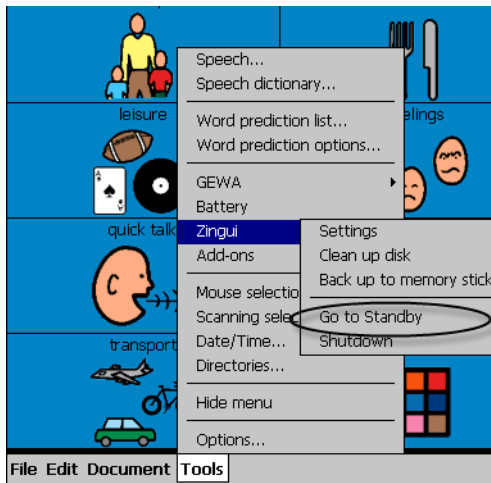 Speech...
Speech dictionary...
Word prediction list...
Word prediction options...
GEWA
Battery
Zingui
Add-ons
Mouse selectio
Scanning sele
Date/Time...
Directories...
Hide menu
Options...
Settings
Clean up disk
Back up to memory stick
Go to Standby
Shutdown
leisure
elings
A
quick talk
transport
File Edit Document Tools